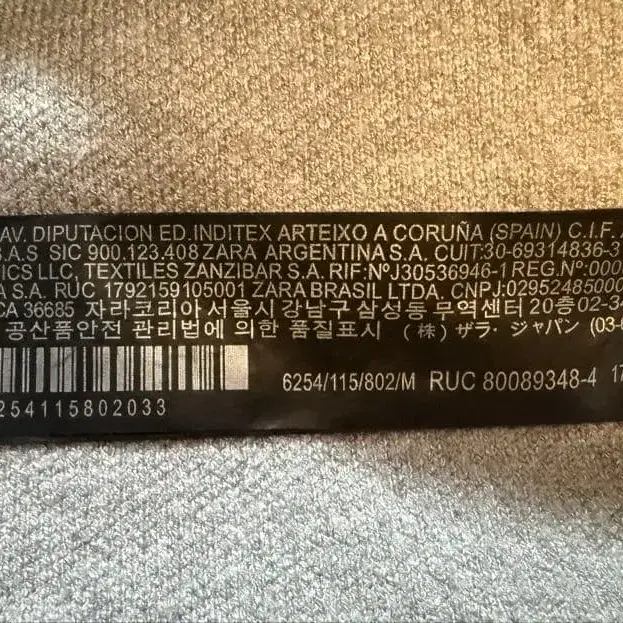 AV. DIPUTACION ED.INDITEX ARTEIXO A CORUÑA (SPAIN) C.I.F. A
S.A.S SIC 900.123.408 ZARA ARGENTINA S.A. CUIT:30-69314836-3
ICS LLC, TEXTILES ZANZIBAR S.A. RIF:NºJ30536946-1 REG.Nº:000
A S.A. RUC 1792159105001 ZARA BRASIL LTDA. CNPJ:02952485000
CA 36685 자라코리아 서울시 강남구 삼성동 무역센터 20층 02-34
공산품안전 관리법에 의한 품질표시 (株) ザラ・ジャパン (03-6
6254/115/802/M RUC 80089348-4 17
254115802033